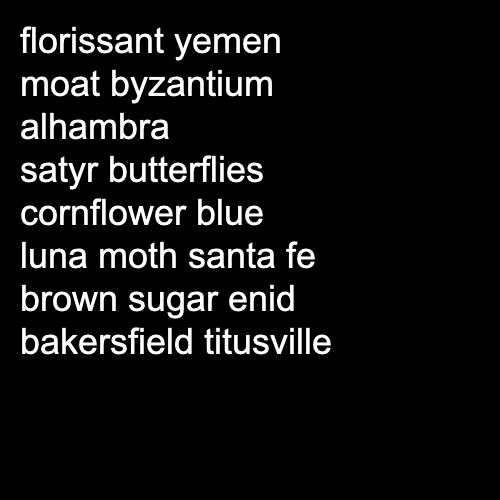 florissant yemen
moat byzantium
alhambra
satyr butterflies
cornflower blue
luna moth santa fe
brown sugar enid
bakersfield titusville